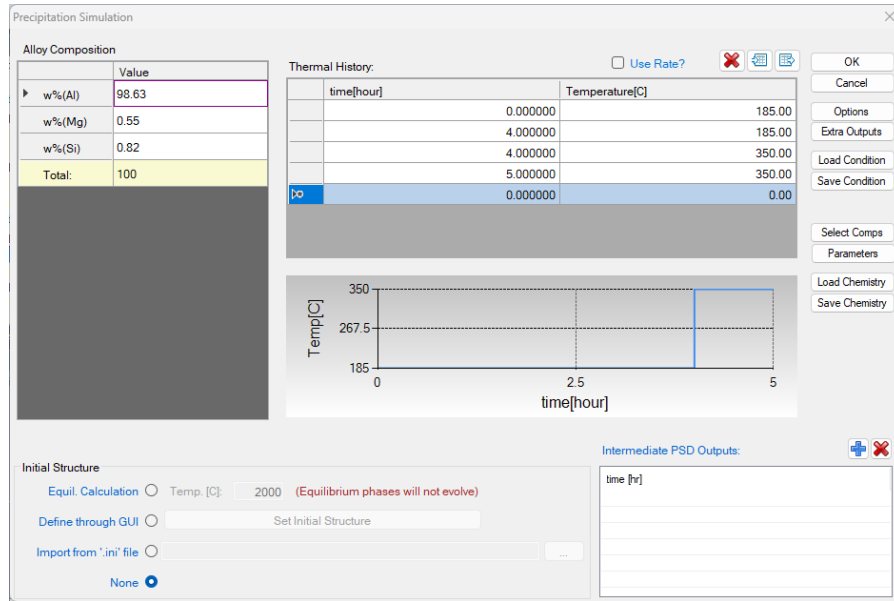 Precipitation Simulation
Alloy Composition
Value
w%(Al) 98.63
w%(Mg) 0.55
w%(Si) 0.82
Total: 100
Thermal History:
Use Rate?
time[hour] Temperature[C]
0.000000 185.00
4.000000 185.00
4.000000 350.00
5.000000 350.00
0.000000 0.00
Temp[C]
350
267.5
185
0 2.5 5
time[hour]
OK
Cancel
Options
Extra Outputs
Load Condition
Save Condition
Select Comps
Parameters
Load Chemistry
Save Chemistry
Initial Structure
Equil. Calculation Temp. [C]: 2000 (Equilibrium phases will not evolve)
Define through GUI Set Initial Structure
Import from '.ini' file ...
None
Intermediate PSD Outputs:
time [hr]